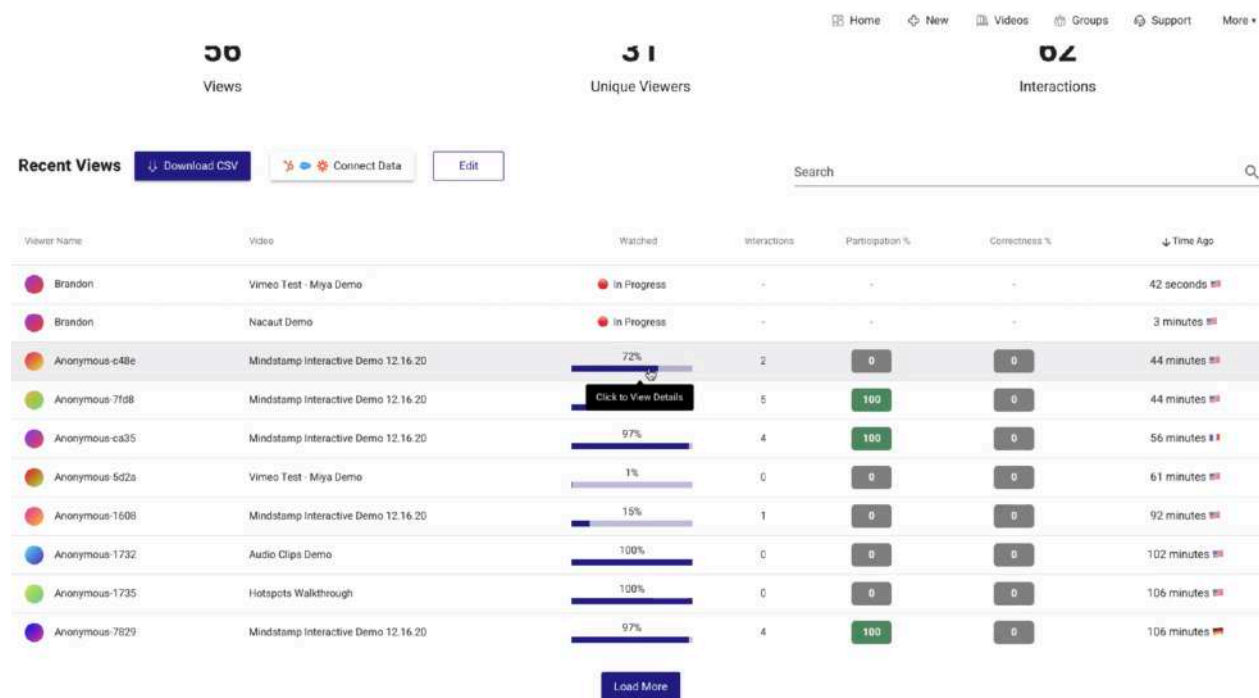 Home New Videos Groups Support More
56 31 62
Views Unique Viewers Interactions
Recent Views Download CSV Connect Data Edit Search
Viewer Name Video Watched Interactions Participation % Correctness % Time Ago
Brandon Vimeo Test - Miya Demo In Progress - - - 42 seconds
Brandon Nacaut Demo In Progress - - - 3 minutes
Anonymous-c48e Mindstamp Interactive Demo 12.16.20 72% 2 0 0 44 minutes
Click to View Details
Anonymous-7fd8 Mindstamp Interactive Demo 12.16.20 5 100 0 44 minutes
Anonymous-ca35 Mindstamp Interactive Demo 12.16.20 97% 4 100 0 56 minutes
Anonymous-5d2a Vimeo Test - Miya Demo 1% 0 0 0 61 minutes
Anonymous-1608 Mindstamp Interactive Demo 12.16.20 15% 1 0 0 92 minutes
Anonymous-1732 Audio Clips Demo 100% 0 0 0 102 minutes
Anonymous-1735 Hotspots Walkthrough 100% 0 0 0 106 minutes
Anonymous-7829 Mindstamp Interactive Demo 12.16.20 97% 4 100 0 106 minutes
Load More